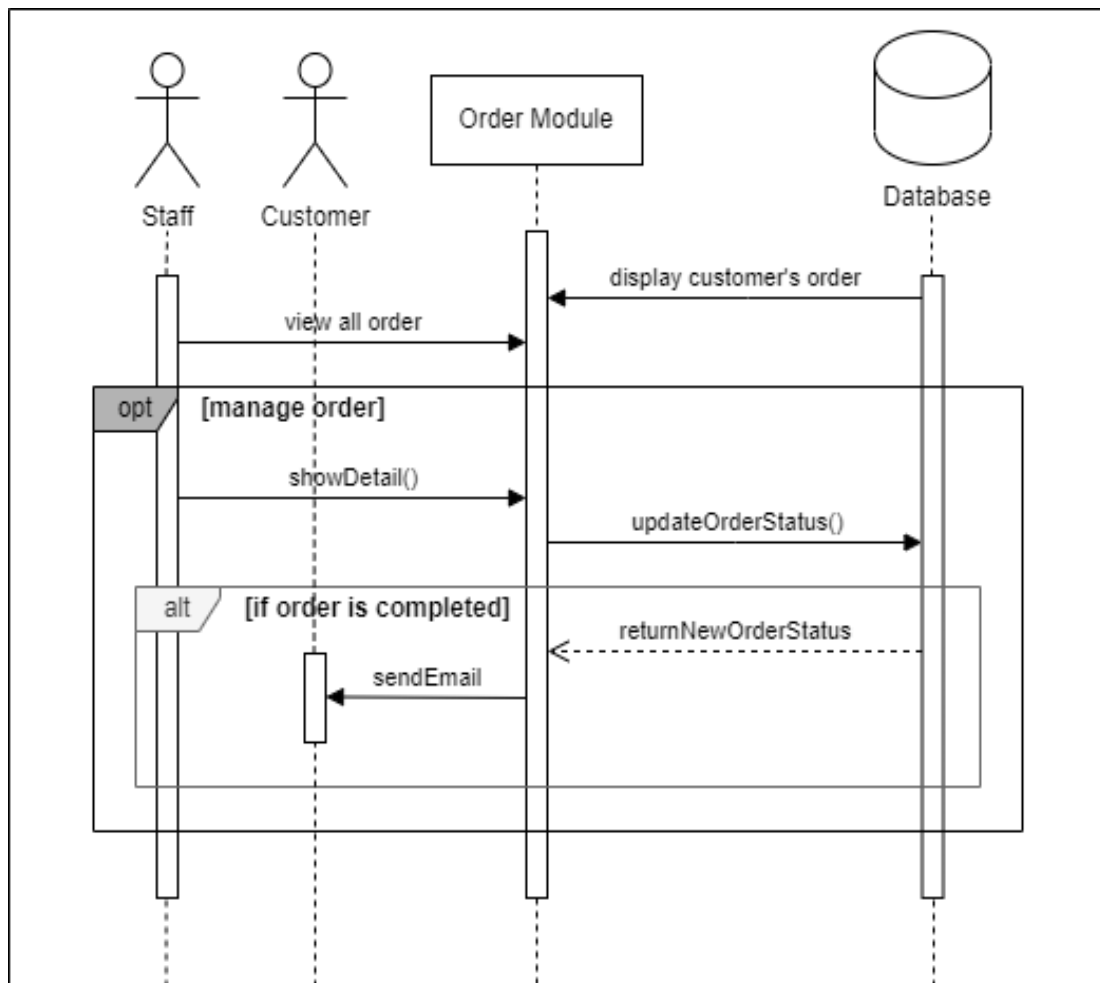 Order Module
Database
Staff
Customer
display customer's order
view all order
opt
[manage order]
showDetail()
updateOrderStatus()
alt
[if order is completed]
returnNewOrderStatus
sendEmail